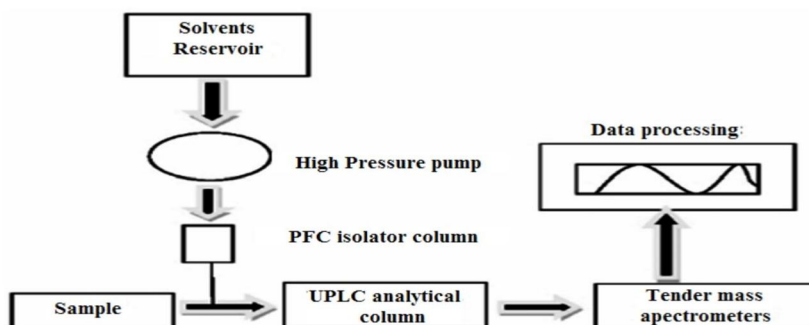 Solvents
Reservoir
Data processing:
High Pressure pump
PFC isolator column
Sample
UPLC analytical
column
Tender mass
apectrometers